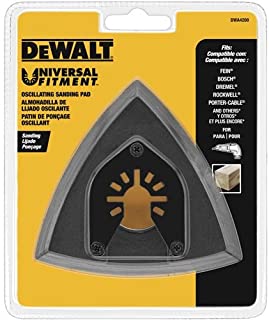 DEWALT
DWA4200
UNIVERSAL
FITMENT
OSCILLATING SANDING PAD
ALMOHADILLA DE
LIJADO OSCILANTE
PATIN DE PONÇAGE
OSCILLANT
Sanding
Lijado
Ponçage
Fits:
Compatible con:
Compatible avec:
FEIN®
BOSCH®
DREMEL®
ROCKWELL®
PORTER-CABLE®
AND OTHERS†
Y OTROS†
ET PLUS ENCORE†
FOR
PARA | POUR